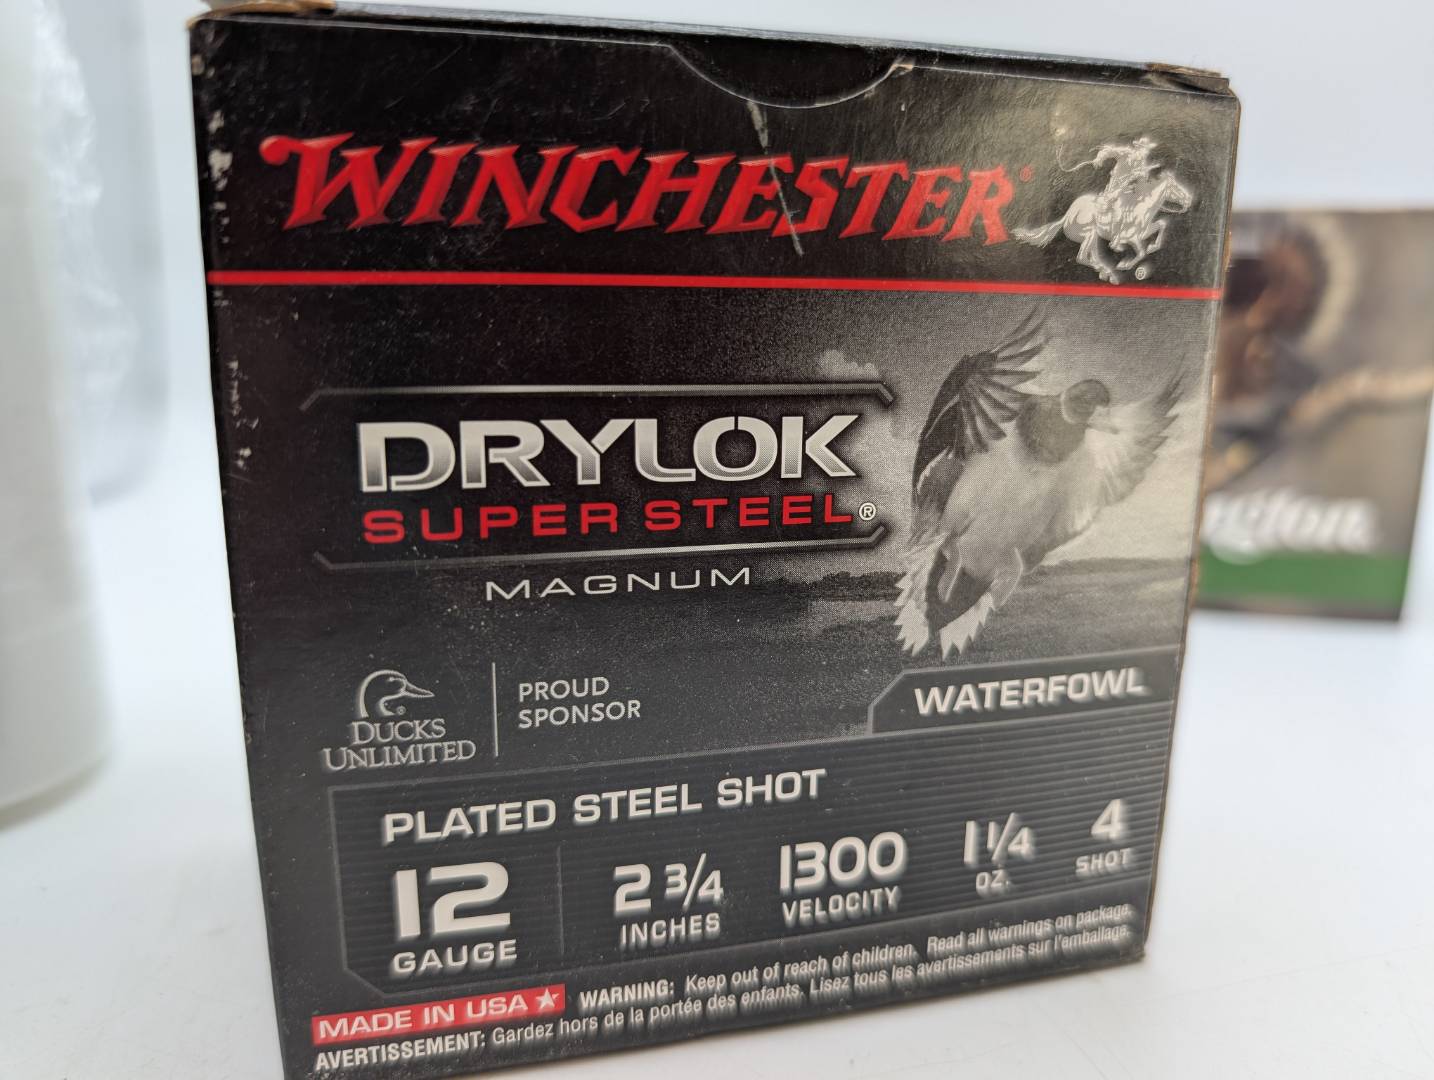 WINCHESTER®
®
DRYLOK
SUPER STEEL®
MAGNUM
DUCKS
UNLIMITED
PROUD
SPONSOR
WATERFOWL
PLATED STEEL SHOT
12
GAUGE
2 3/4
INCHES
1300
VELOCITY
1 1/4
OZ.
4
SHOT
MADE IN USA ★
WARNING: Keep out of reach of children. Read all warnings on package.
AVERTISSEMENT: Gardez hors de la portée des enfants. Lisez tous les avertissements sur l'emballage.